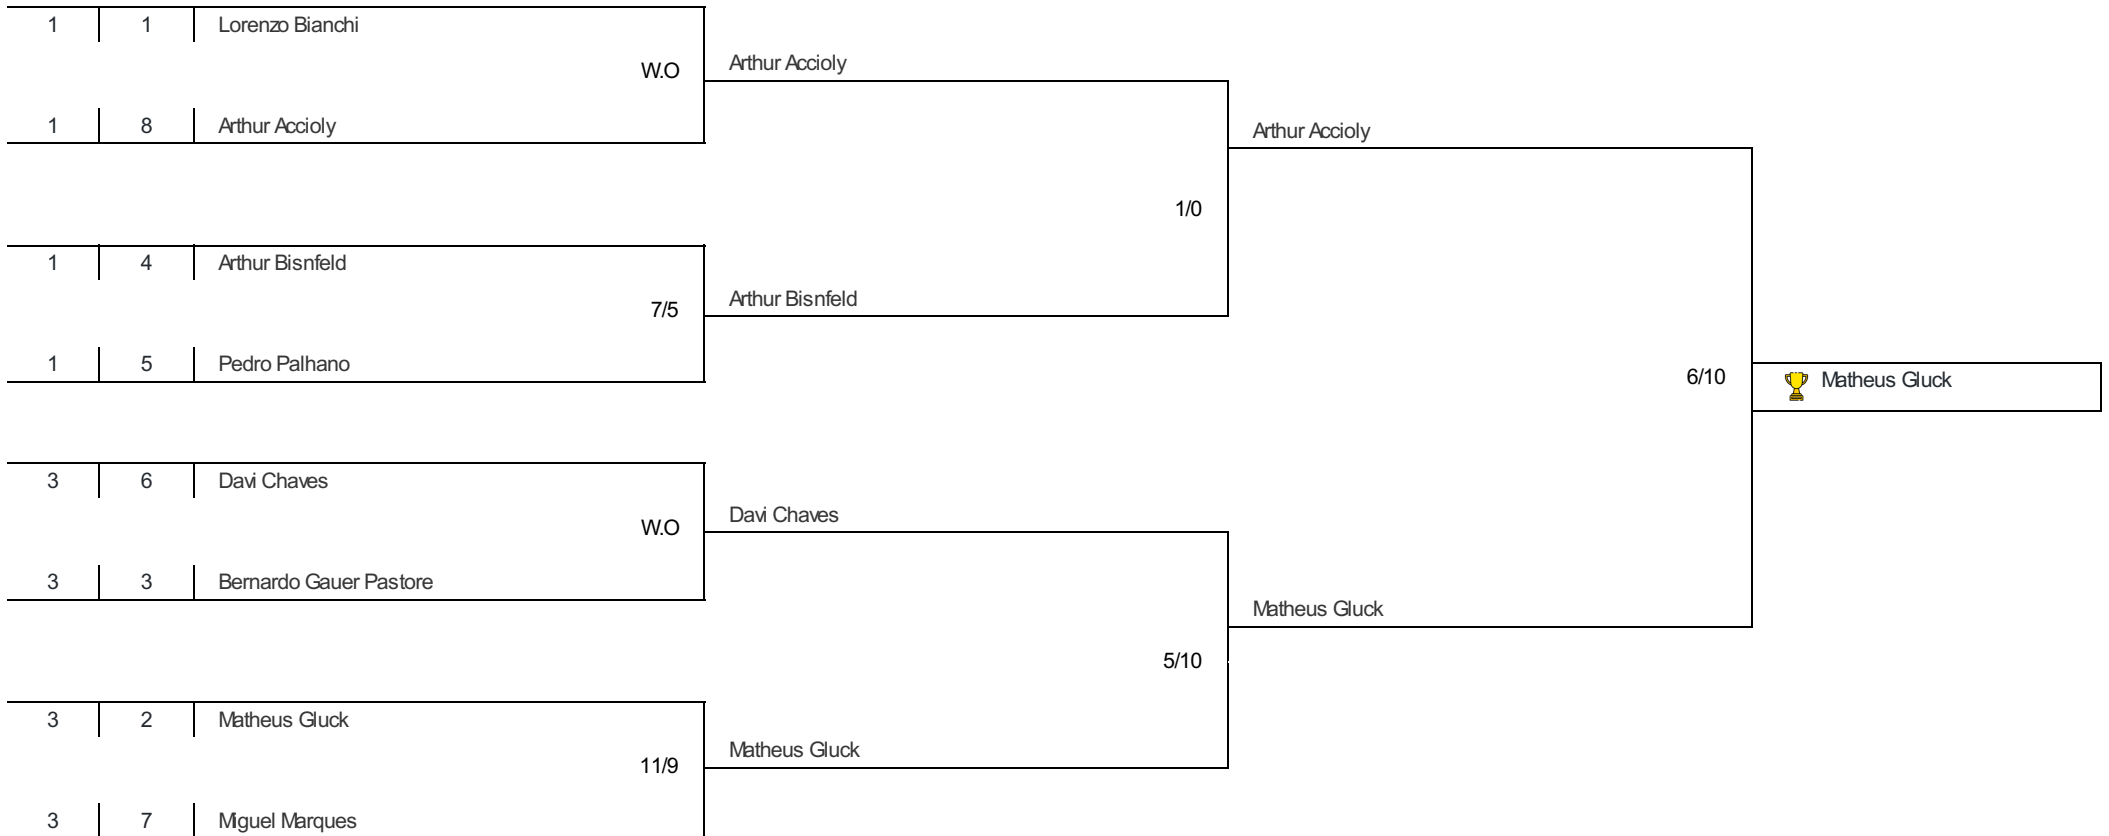 1 1 Lorenzo Bianchi
W.O
Arthur Accioly
1 8 Arthur Accioly
Arthur Accioly
1/0
1 4 Arthur Bisnfeld
7/5
Arthur Bisnfeld
1 5 Pedro Palhano
6/10
Matheus Gluck
3 6 Davi Chaves
W.O
Davi Chaves
3 3 Bernardo Gauer Pastore
Matheus Gluck
5/10
3 2 Matheus Gluck
11/9
Matheus Gluck
3 7 Miguel Marques